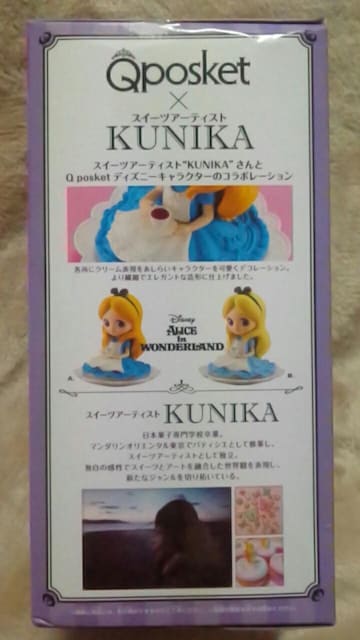 Qposket
×
スイーツアーティスト
KUNIKA
スイーツアーティスト"KUNIKA"さんと
Q posket ディズニーキャラクターのコラボレーション
各所にクリーム表現をあしらいキャラクターを可愛くデコレーション。
より繊細でエレガントな造形に仕上げました。
Disney
ALICE
in
WONDERLAND
A. B.
スイーツアーティスト KUNIKA
日本菓子専門学校卒業。
マンダリンオリエンタル東京でパティシエとして勤務し、
スイーツアーティストとして独立。
独自の感性でスイーツとアートを融合した世界観を表現し、
新たなジャンルを切り拓いている。